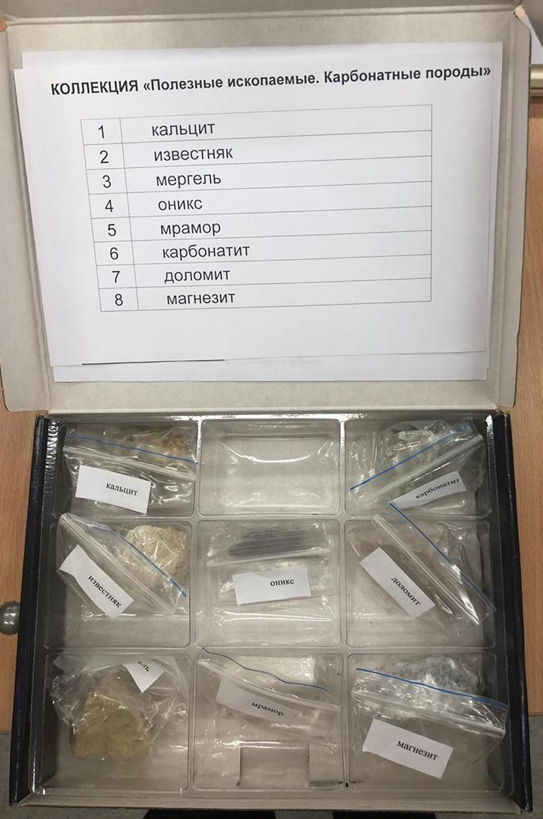 КОЛЛЕКЦИЯ «Полезные ископаемые. Карбонатные породы»
1 кальцит
2 известняк
3 мергель
4 оникс
5 мрамор
6 карбонатит
7 доломит
8 магнезит
кальцит
карбонатит
известняк
оникс
доломит
ель
мрамор
магнезит